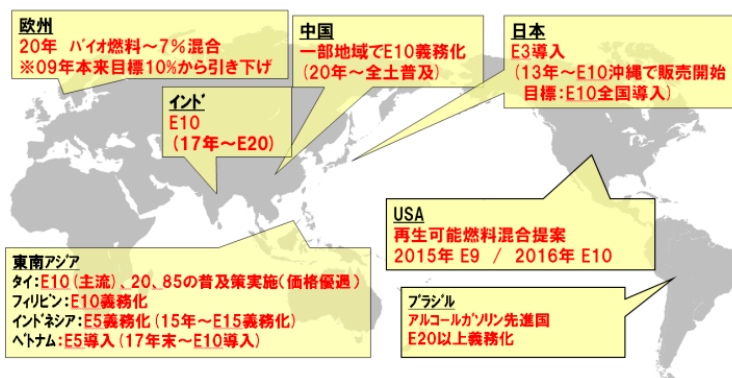 欧州
20年 バイオ燃料～7％混合
※09年本来目標10%から引き下げ
中国
一部地域でE10義務化
(20年～全土普及)
日本
E3導入
(13年～E10沖縄で販売開始
目標：E10全国導入)
インド
E10
(17年～E20)
USA
再生可能燃料混合提案
2015年 E9 / 2016年 E10
東南アジア
タイ：E10(主流)、20、85の普及策実施(価格優遇)
フィリピン：E10義務化
インドネシア：E5義務化(15年～E15義務化)
ベトナム：E5導入(17年末～E10導入)
ブラジル
アルコールガソリン先進国
E20以上義務化